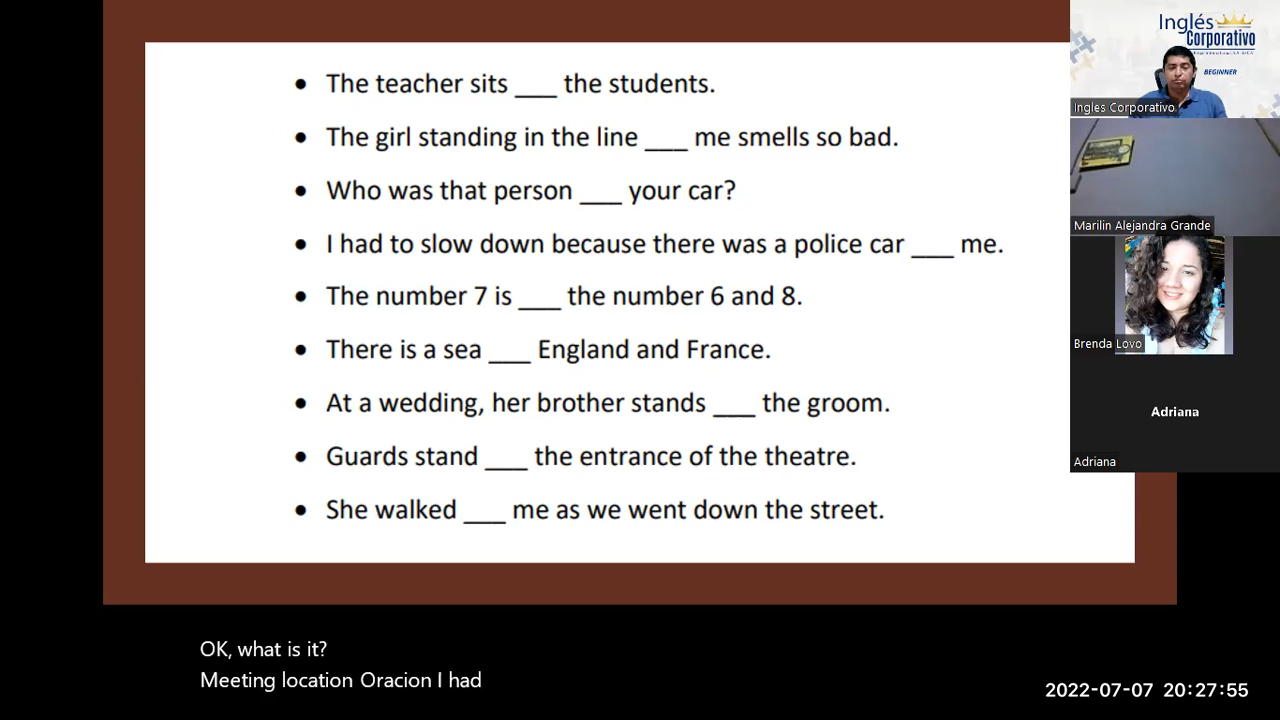 • The teacher sits ___ the students.
• The girl standing in the line ___ me smells so bad.
• Who was that person ___ your car?
• I had to slow down because there was a police car ___ me.
• The number 7 is ___ the number 6 and 8.
• There is a sea ___ England and France.
• At a wedding, her brother stands ___ the groom.
• Guards stand ___ the entrance of the theatre.
• She walked ___ me as we went down the street.
Inglés
Corporativo
BEGINNER
Ingles Corporativo
Marilin Alejandra Grande
Brenda Lovo
Adriana
Adriana
OK, what is it?
Meeting location Oracion I had
2022-07-07 20:27:55